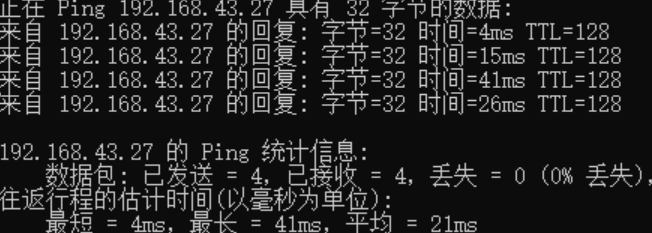 正在 Ping 192.168.43.27 具有 32 字节的数据:
来自 192.168.43.27 的回复: 字节=32 时间=4ms TTL=128
来自 192.168.43.27 的回复: 字节=32 时间=15ms TTL=128
来自 192.168.43.27 的回复: 字节=32 时间=41ms TTL=128
来自 192.168.43.27 的回复: 字节=32 时间=26ms TTL=128
192.168.43.27 的 Ping 统计信息:
数据包: 已发送 = 4, 已接收 = 4, 丢失 = 0 (0% 丢失),
往返行程的估计时间(以毫秒为单位):
最短 = 4ms, 最长 = 41ms, 平均 = 21ms